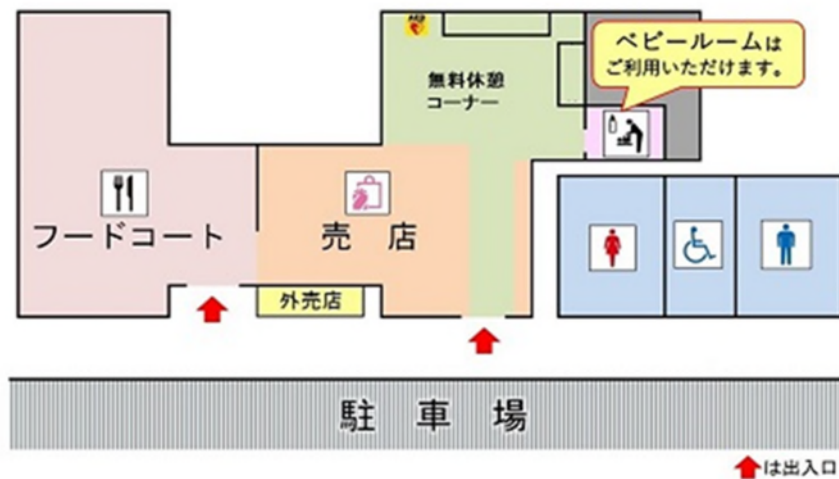 AED
ベビールームは
ご利用いただけます。
無料休憩
コーナー
フードコート
売店
外売店
駐車場
は出入口